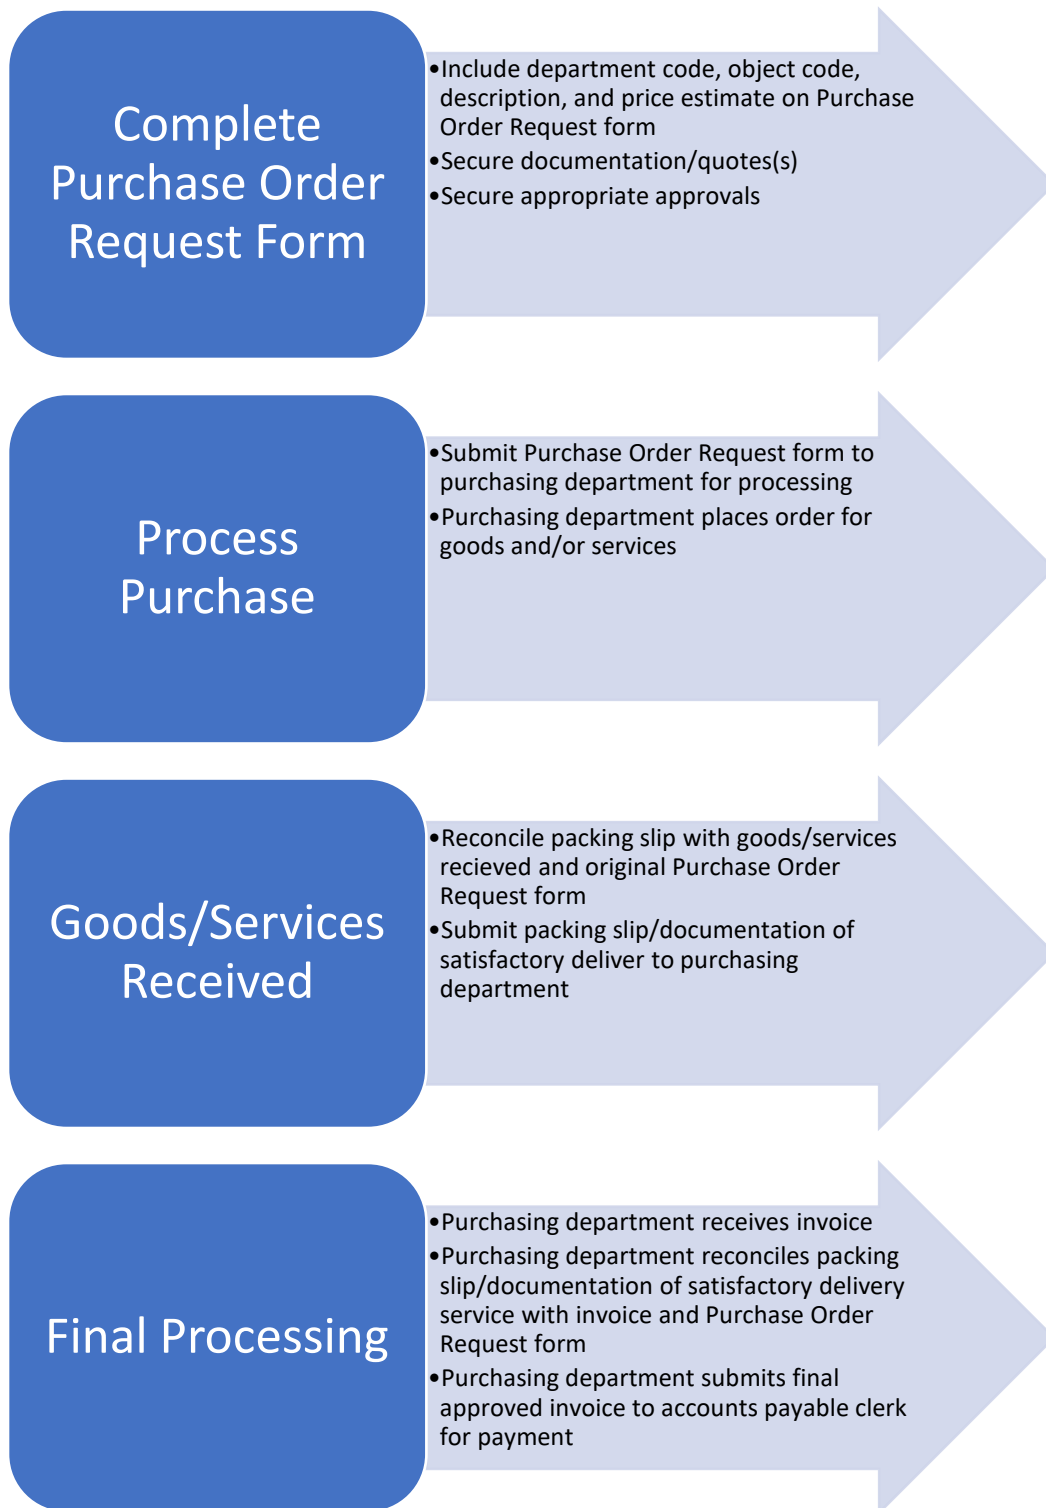 Complete
Purchase Order
Request Form
•Include department code, object code,
description, and price estimate on Purchase
Order Request form
•Secure documentation/quotes(s)
•Secure appropriate approvals
Process
Purchase
•Submit Purchase Order Request form to
purchasing department for processing
•Purchasing department places order for
goods and/or services
Goods/Services
Received
•Reconcile packing slip with goods/services
recieved and original Purchase Order
Request form
•Submit packing slip/documentation of
satisfactory deliver to purchasing
department
Final Processing
•Purchasing department receives invoice
•Purchasing department reconciles packing
slip/documentation of satisfactory delivery
service with invoice and Purchase Order
Request form
•Purchasing department submits final
approved invoice to accounts payable clerk
for payment